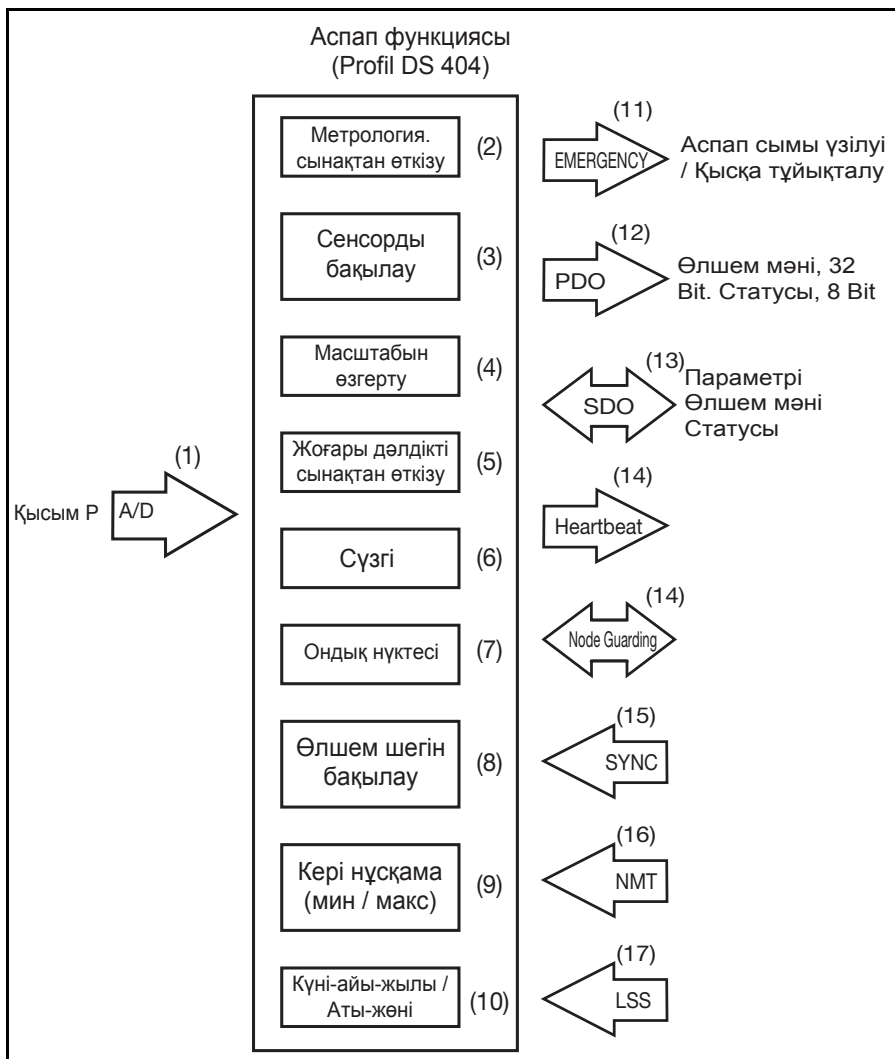 Аспап функциясы
(Profil DS 404)
(1)
Қысым P
A/D
Метрология.
сынақтан өткізу
(2)
Сенсорды
бақылау
(3)
Масштабын
өзгерту
(4)
Жоғары дәлдікті
сынақтан өткізу
(5)
Сүзгі
(6)
Ондық нүктесі
(7)
Өлшем шегін
бақылау
(8)
Кері нұсқама
(мин / макс)
(9)
Күні-айы-жылы /
Аты-жөні
(10)
(11)
EMERGENCY
Аспап сымы үзілуі
/ Қысқа тұйықталу
(12)
PDO
Өлшем мәні, 32
Bit. Статусы, 8 Bit
(13)
SDO
Параметрі
Өлшем мәні
Статусы
(14)
Heartbeat
(14)
Node Guarding
(15)
SYNC
(16)
NMT
(17)
LSS